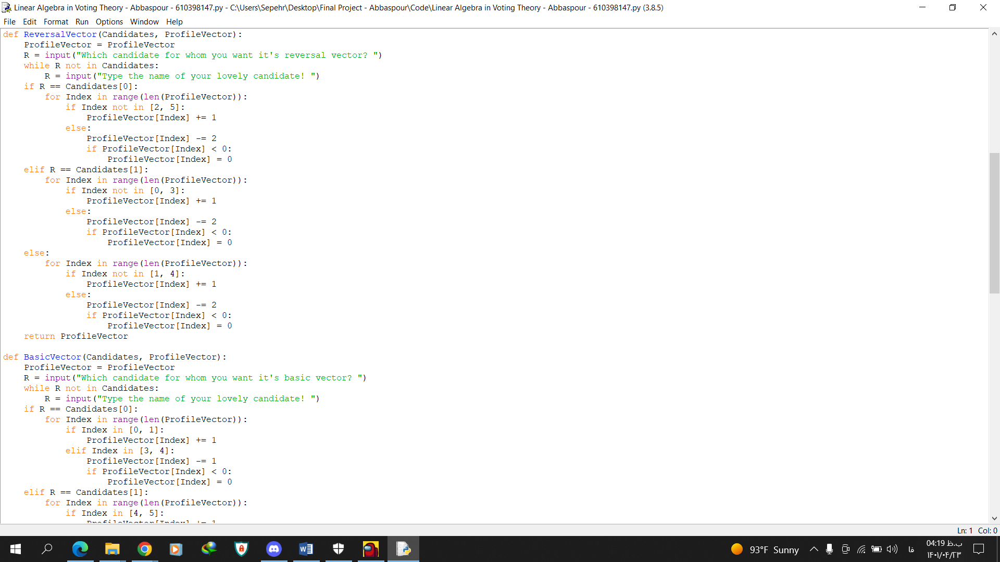 Linear Algebra in Voting Theory - Abbaspour - 610398147.py - C:\Users\Sepehr\Desktop\Final Project - Abbaspour\Code\Linear Algebra in Voting Theory - Abbaspour - 610398147.py (3.8.5)
File Edit Format Run Options Window Help
def ReversalVector(Candidates, ProfileVector):
    ProfileVector = ProfileVector
    R = input("Which candidate for whom you want it's reversal vector? ")
    while R not in Candidates:
        R = input("Type the name of your lovely candidate! ")
    if R == Candidates[0]:
        for Index in range(len(ProfileVector)):
            if Index not in [2, 5]:
                ProfileVector[Index] += 1
            else:
                ProfileVector[Index] -= 2
                if ProfileVector[Index] < 0:
                    ProfileVector[Index] = 0
    elif R == Candidates[1]:
        for Index in range(len(ProfileVector)):
            if Index not in [0, 3]:
                ProfileVector[Index] += 1
            else:
                ProfileVector[Index] -= 2
                if ProfileVector[Index] < 0:
                    ProfileVector[Index] = 0
    else:
        for Index in range(len(ProfileVector)):
            if Index not in [1, 4]:
                ProfileVector[Index] += 1
            else:
                ProfileVector[Index] -= 2
                if ProfileVector[Index] < 0:
                    ProfileVector[Index] = 0
    return ProfileVector
def BasicVector(Candidates, ProfileVector):
    ProfileVector = ProfileVector
    R = input("Which candidate for whom you want it's basic vector? ")
    while R not in Candidates:
        R = input("Type the name of your lovely candidate! ")
    if R == Candidates[0]:
        for Index in range(len(ProfileVector)):
            if Index in [0, 1]:
                ProfileVector[Index] += 1
            elif Index in [3, 4]:
                ProfileVector[Index] -= 1
                if ProfileVector[Index] < 0:
                    ProfileVector[Index] = 0
    elif R == Candidates[1]:
        for Index in range(len(ProfileVector)):
            if Index in [4, 5]:
                ProfileVector[Index] += 1
Ln: 1 Col: 0
93°F Sunny
فا
04:19 ب.ظ
۱۴۰۱/۰۴/۲۳